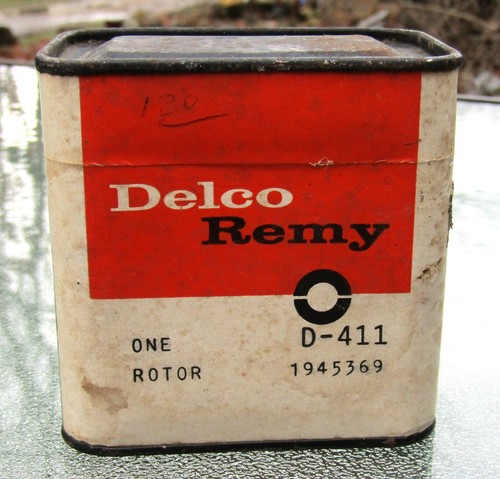 130
Delco
Remy
ONE
D-411
ROTOR
1945369